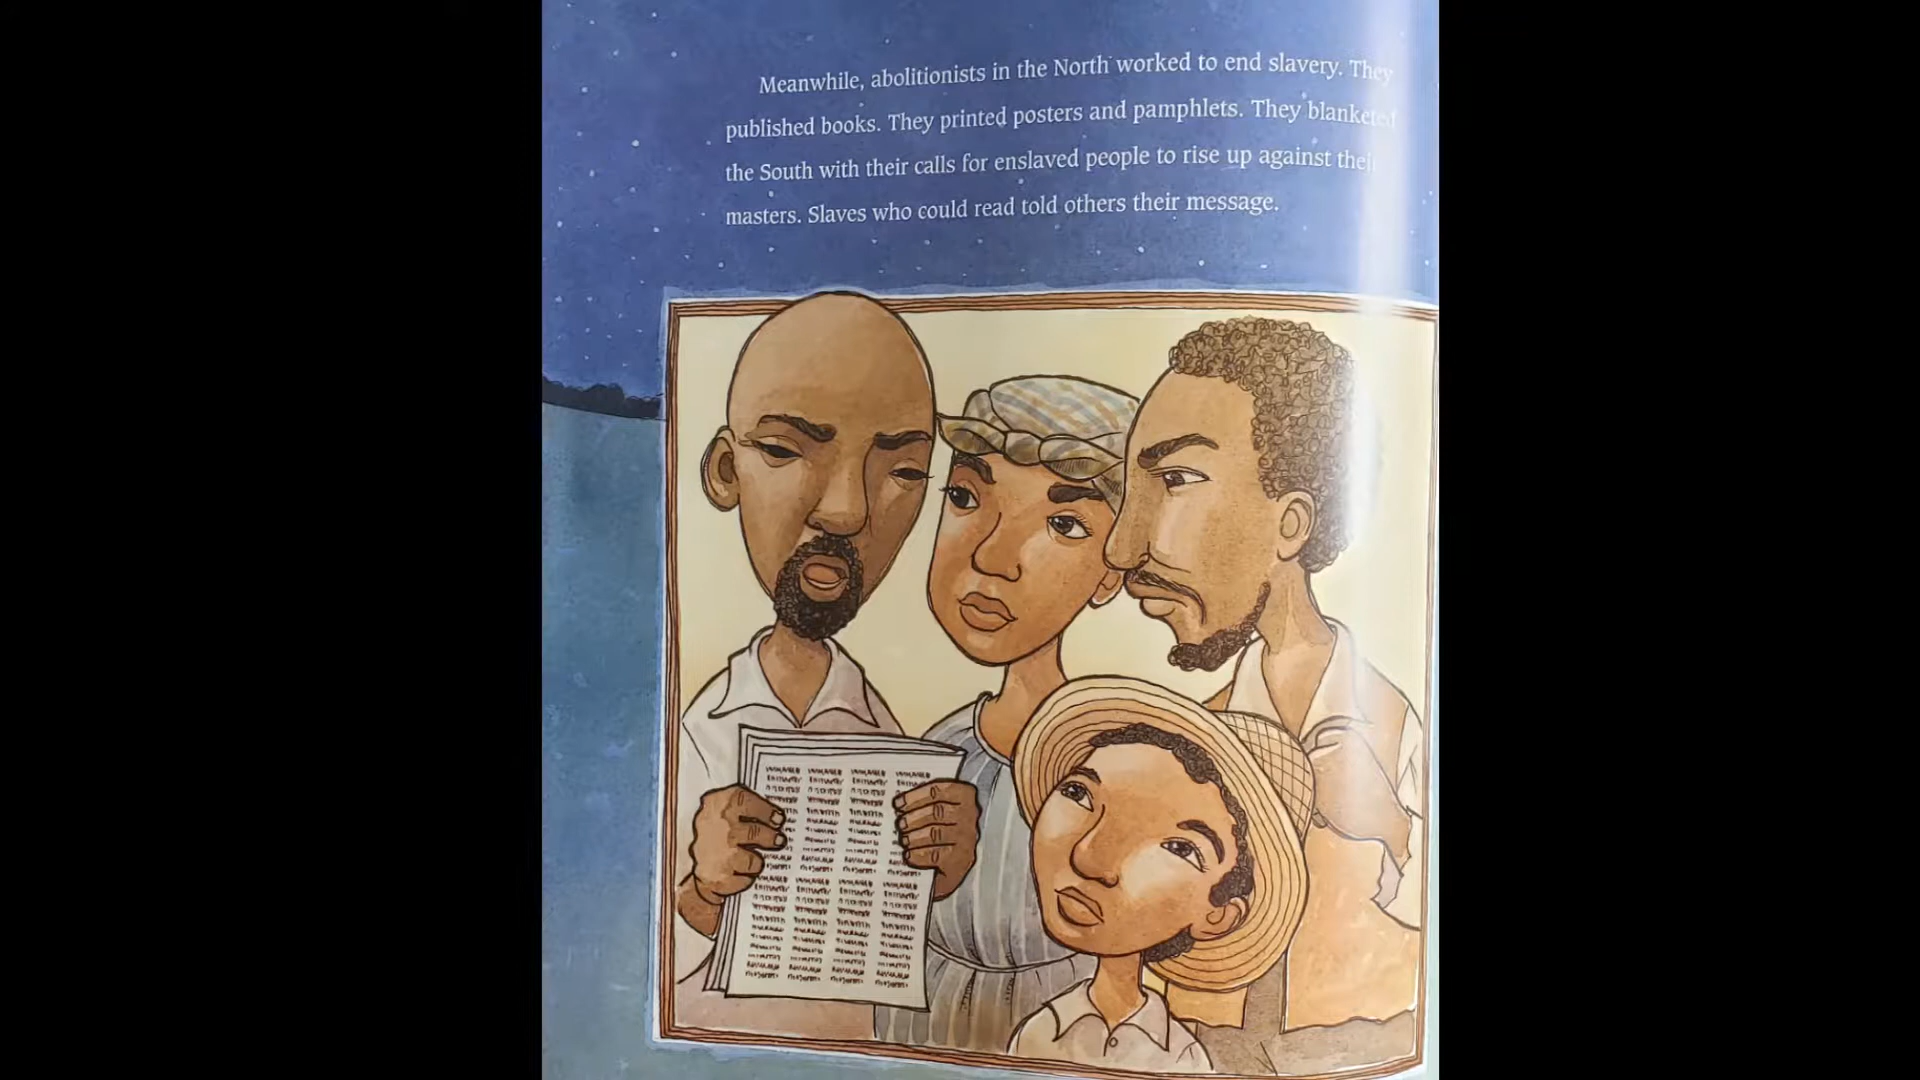 Meanwhile, abolitionists in the North worked to end slavery. They
published books. They printed posters and pamphlets. They blanketed
the South with their calls for enslaved people to rise up against their
masters. Slaves who could read told others their message.